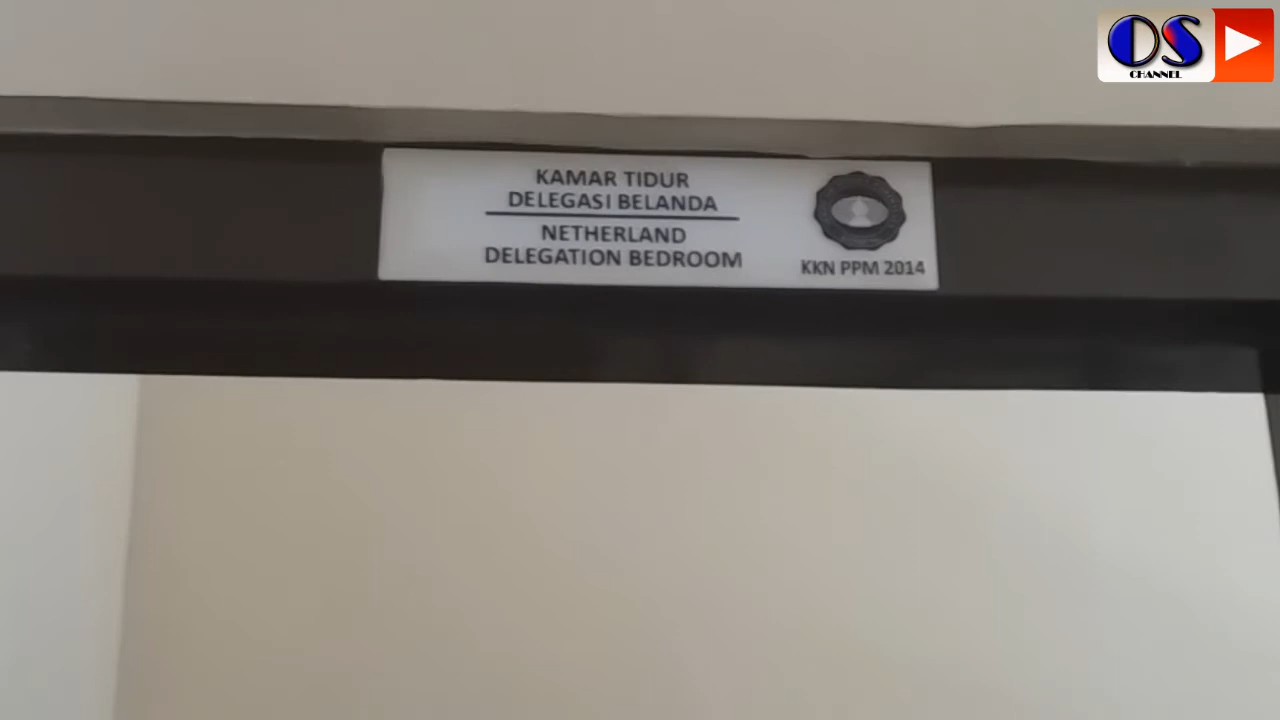 OS
CHANNEL
KAMAR TIDUR
DELEGASI BELANDA
NETHERLAND
DELEGATION BEDROOM
KKN PPM 2014